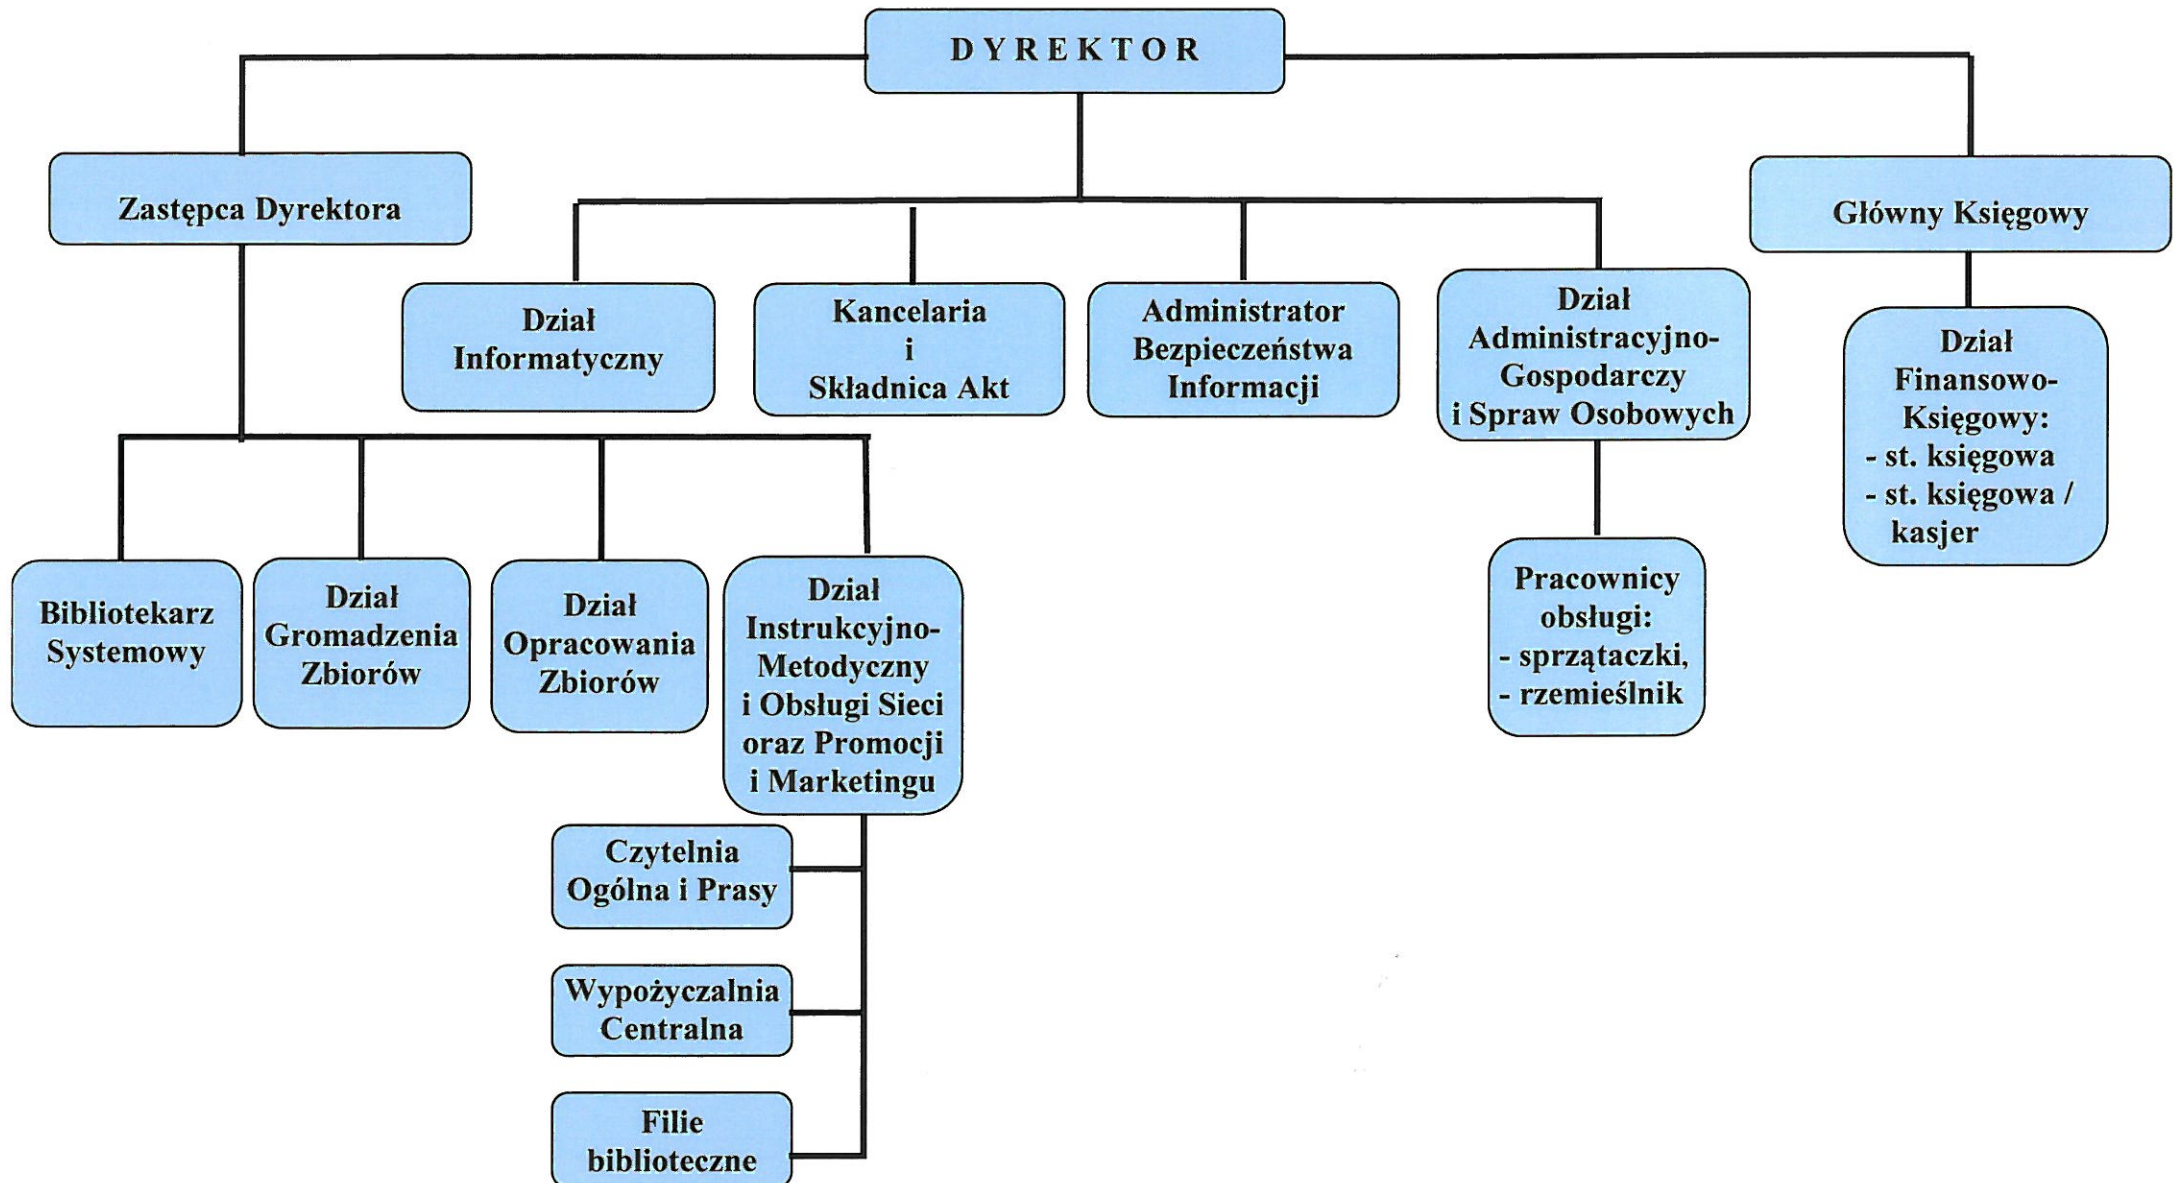 D Y R E K T O R
Zastępca Dyrektora
Główny Księgowy
Dział
Informatyczny
Kancelaria
i
Składnica Akt
Administrator
Bezpieczeństwa
Informacji
Dział
Administracyjno-
Gospodarczy
i Spraw Osobowych
Dział
Finansowo-
Księgowy:
- st. księgowa
- st. księgowa /
kasjer
Bibliotekarz
Systemowy
Dział
Gromadzenia
Zbiorów
Dział
Opracowania
Zbiorów
Dział
Instrukcyjno-
Metodyczny
i Obsługi Sieci
oraz Promocji
i Marketingu
Pracownicy
obsługi:
- sprzątaczki,
- rzemieślnik
Czytelnia
Ogólna i Prasy
Wypożyczalnia
Centralna
Filie
biblioteczne